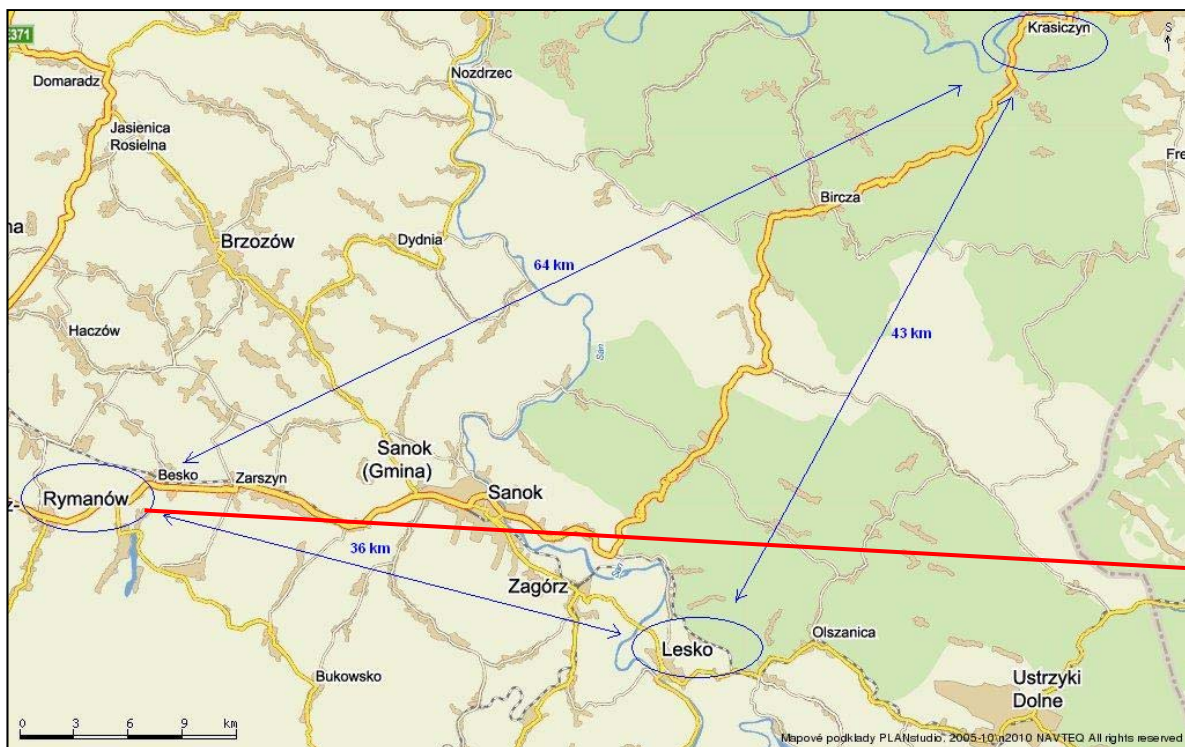 E371
Krasiczyn
S
Domaradz
Nozdrzec
Jasienica
Rosielna
Fre
Bircza
na
Brzozów
Dydnia
64 km
Haczów
43 km
San
Sanok
(Gmina)
Besko
Zarszyn
Rymanów
Sanok
z-
36 km
San
Zagórz
Olszanica
Lesko
Bukowsko
Ustrzyki
Dolne
0 3 6 9 km
Mapové podklady PLANstudio, 2005-10\n2010 NAVTEQ All rights reserved